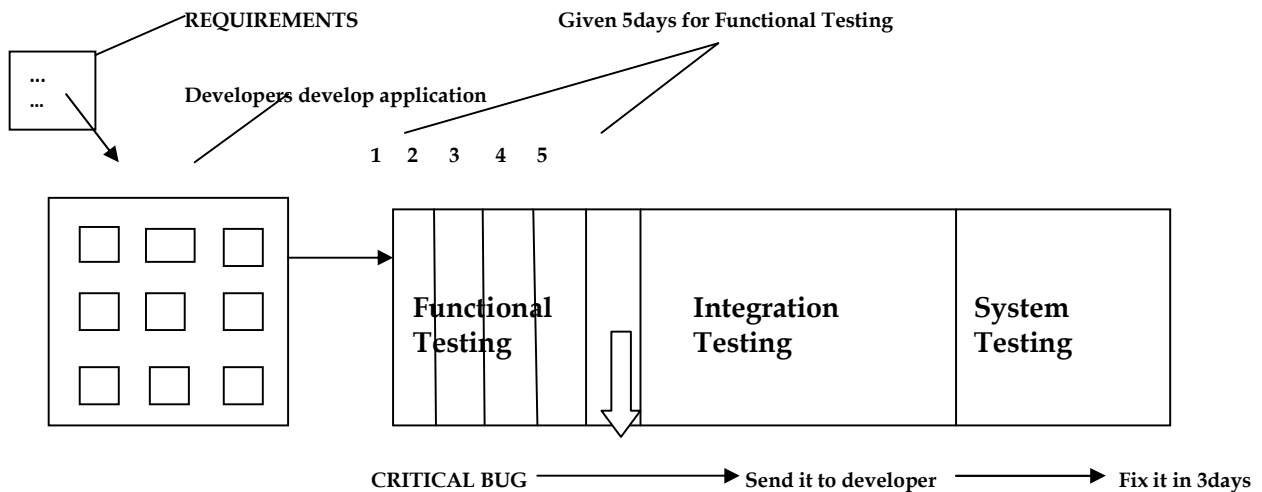 REQUIREMENTS
Given 5days for Functional Testing
...
...
Developers develop application
1 2 3 4 5
Functional
Testing
Integration
Testing
System
Testing
CRITICAL BUG
Send it to developer
Fix it in 3days